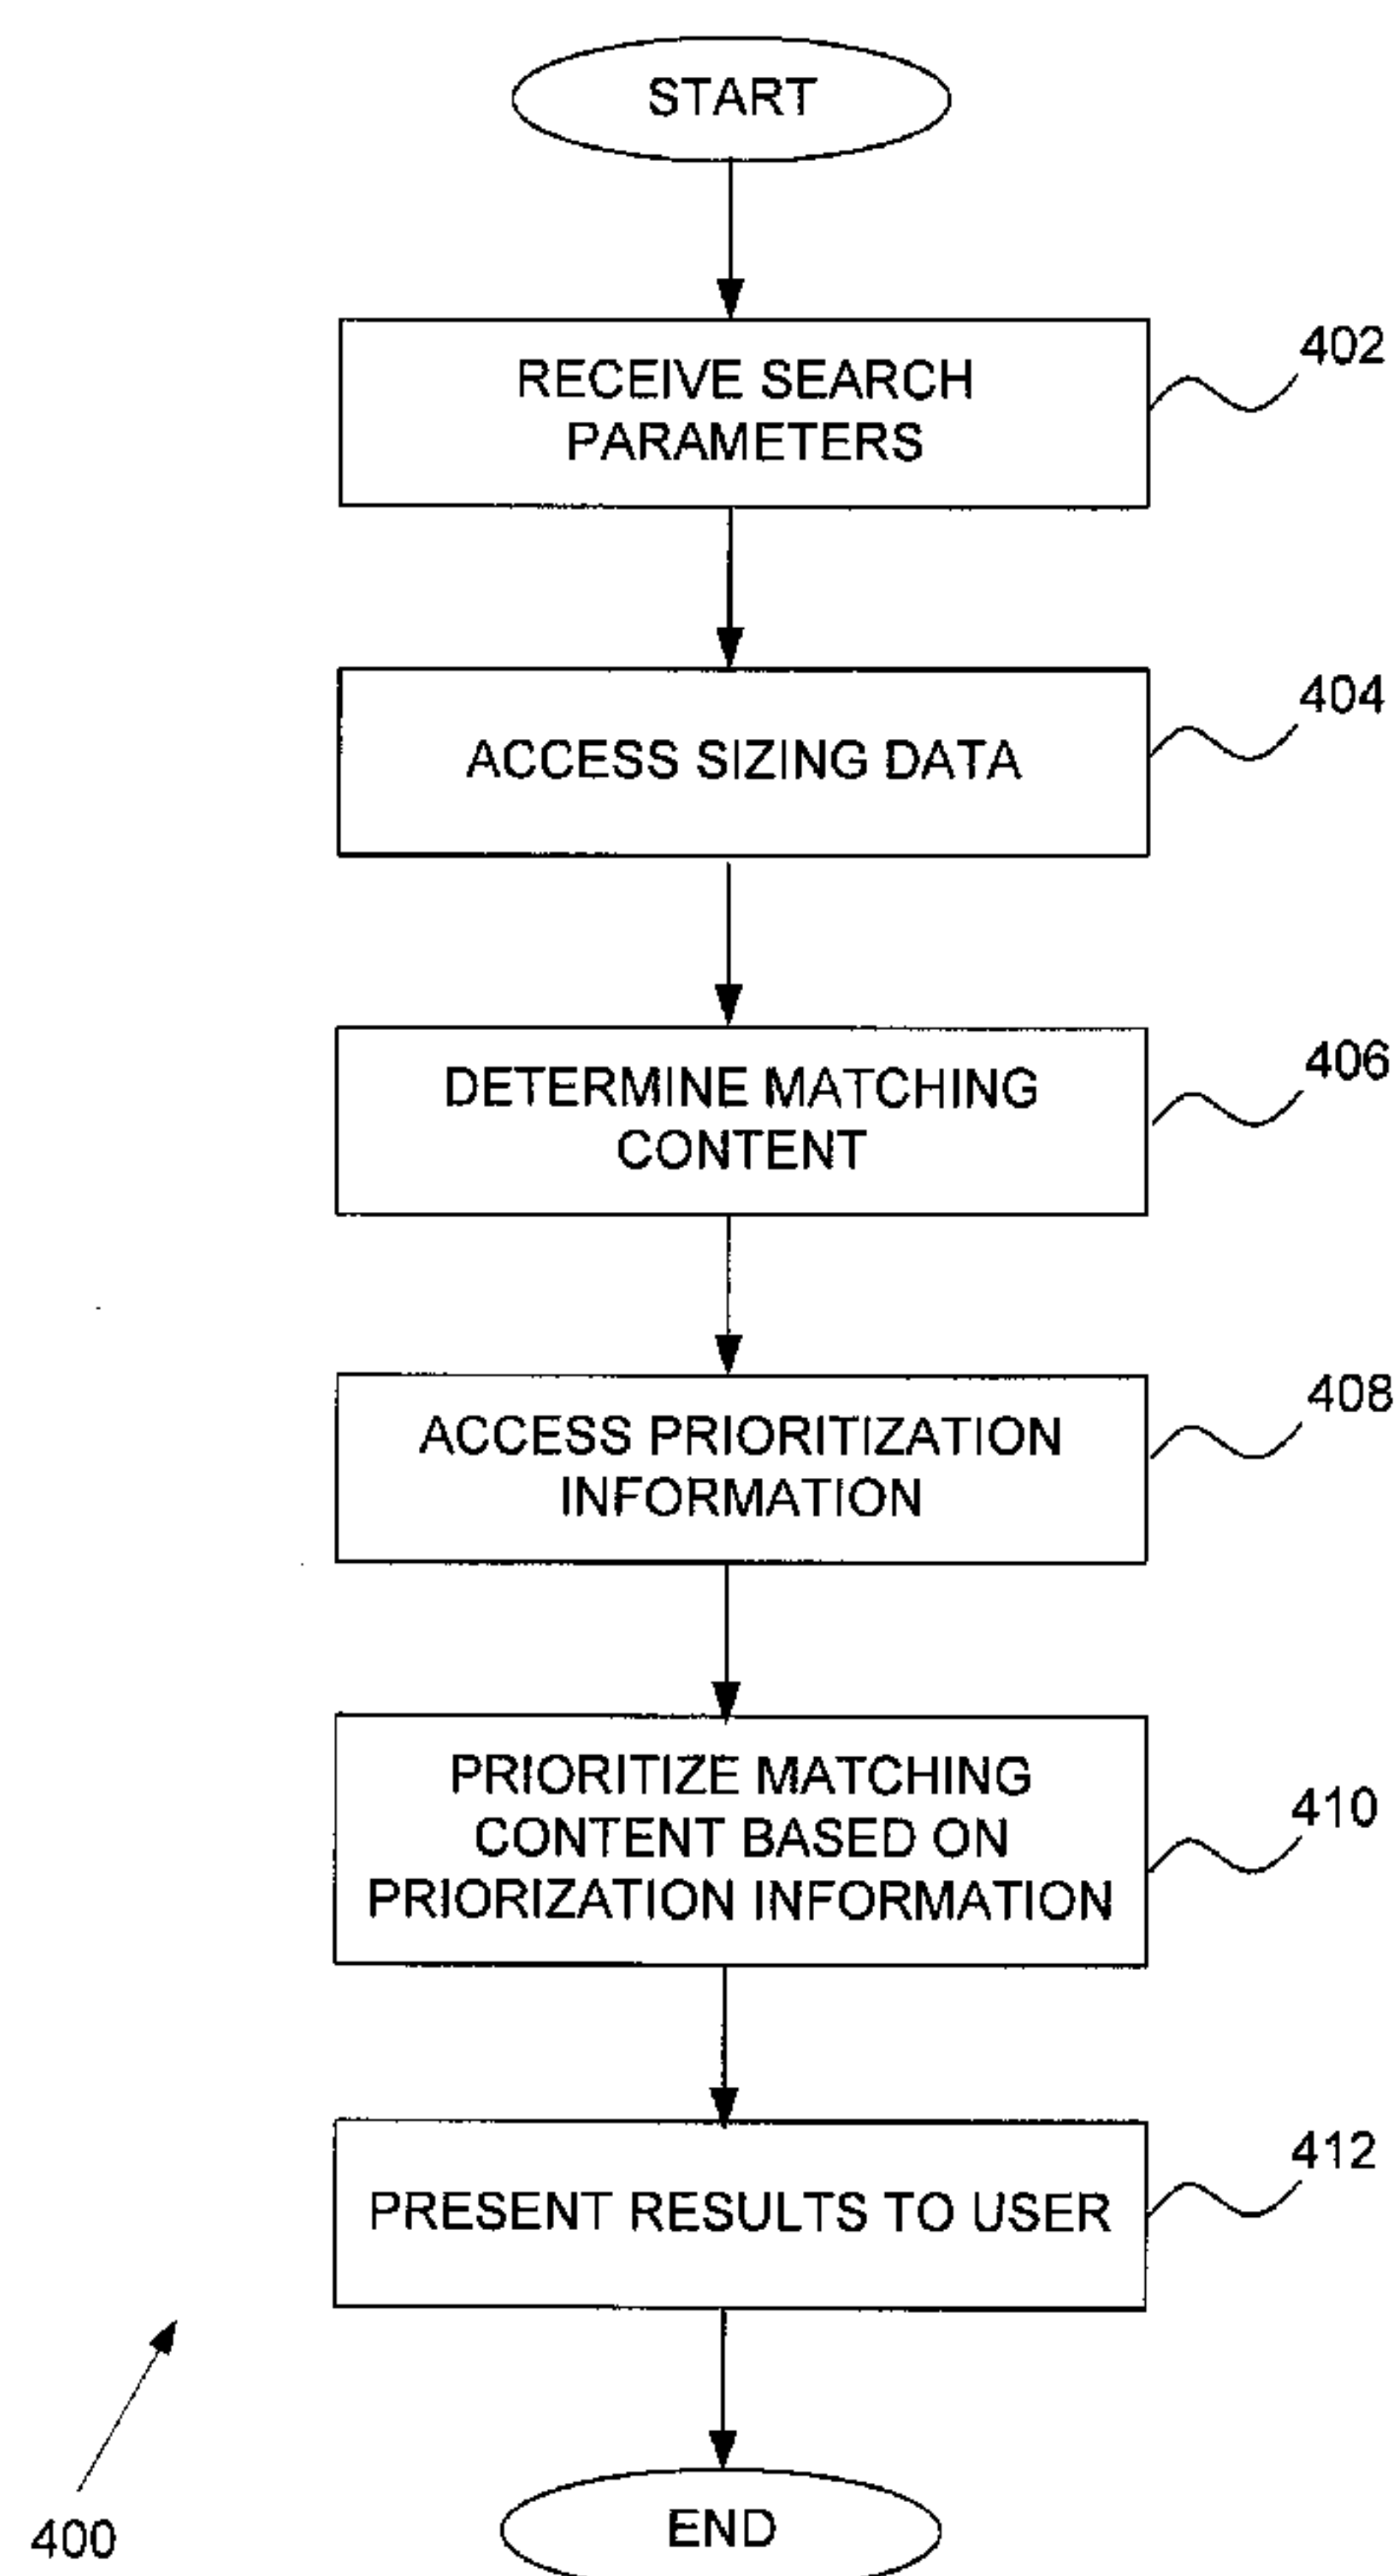 START
RECEIVE SEARCH
PARAMETERS
402
ACCESS SIZING DATA
404
DETERMINE MATCHING
CONTENT
406
ACCESS PRIORITIZATION
INFORMATION
408
PRIORITIZE MATCHING
CONTENT BASED ON
PRIORIZATION INFORMATION
410
PRESENT RESULTS TO USER
412
END
400